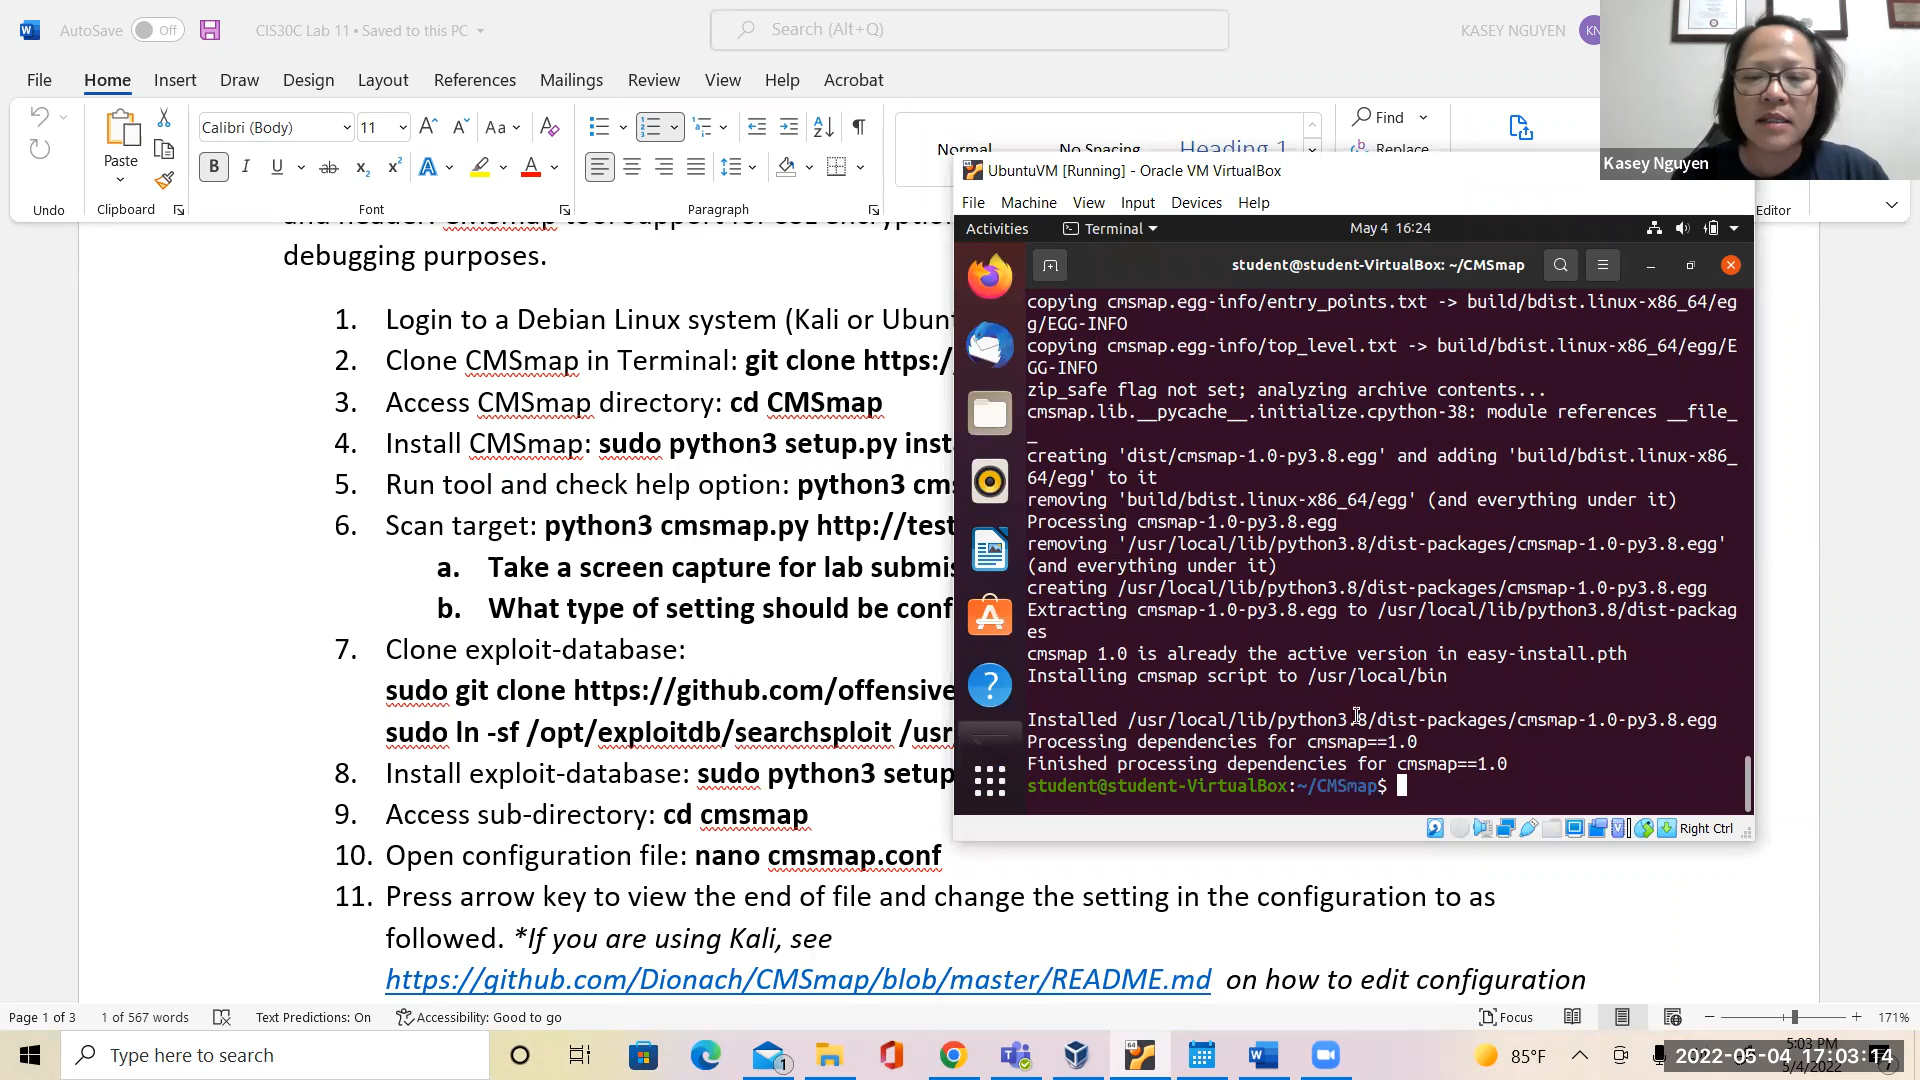 AutoSave
Off
CIS30C Lab 11 • Saved to this PC
Search (Alt+Q)
KASEY NGUYEN
KN
File
Home
Insert
Draw
Design
Layout
References
Mailings
Review
View
Help
Acrobat
Paste
Calibri (Body)
11
Aa
B
I
U
ab
Normal
No Spacing
Heading 1
Find
Replace
Undo
Clipboard
Font
Paragraph
Editor
Kasey Nguyen
debugging purposes.
1. Login to a Debian Linux system (Kali or Ubunt
2. Clone CMSmap in Terminal: git clone https:/
3. Access CMSmap directory: cd CMSmap
4. Install CMSmap: sudo python3 setup.py inst
5. Run tool and check help option: python3 cms
6. Scan target: python3 cmsmap.py http://test
a. Take a screen capture for lab submis
b. What type of setting should be conf
7. Clone exploit-database:
sudo git clone https://github.com/offensive
sudo ln -sf /opt/exploitdb/searchsploit /usr
8. Install exploit-database: sudo python3 setup
9. Access sub-directory: cd cmsmap
10. Open configuration file: nano cmsmap.conf
11. Press arrow key to view the end of file and change the setting in the configuration to as
followed. *If you are using Kali, see
https://github.com/Dionach/CMSmap/blob/master/README.md on how to edit configuration
UbuntuVM [Running] - Oracle VM VirtualBox
File Machine View Input Devices Help
Activities
Terminal
May 4 16:24
student@student-VirtualBox: ~/CMSmap
copying cmsmap.egg-info/entry_points.txt -> build/bdist.linux-x86_64/eg
g/EGG-INFO
copying cmsmap.egg-info/top_level.txt -> build/bdist.linux-x86_64/egg/E
GG-INFO
zip_safe flag not set; analyzing archive contents...
cmsmap.lib.__pycache__.initialize.cpython-38: module references __file_
_
creating 'dist/cmsmap-1.0-py3.8.egg' and adding 'build/bdist.linux-x86_
64/egg' to it
removing 'build/bdist.linux-x86_64/egg' (and everything under it)
Processing cmsmap-1.0-py3.8.egg
removing '/usr/local/lib/python3.8/dist-packages/cmsmap-1.0-py3.8.egg'
(and everything under it)
creating /usr/local/lib/python3.8/dist-packages/cmsmap-1.0-py3.8.egg
Extracting cmsmap-1.0-py3.8.egg to /usr/local/lib/python3.8/dist-packag
es
cmsmap 1.0 is already the active version in easy-install.pth
Installing cmsmap script to /usr/local/bin
Installed /usr/local/lib/python3.8/dist-packages/cmsmap-1.0-py3.8.egg
Processing dependencies for cmsmap==1.0
Finished processing dependencies for cmsmap==1.0
student@student-VirtualBox:~/CMSmap$
Right Ctrl
Page 1 of 3
1 of 567 words
Text Predictions: On
Accessibility: Good to go
Focus
171%
Type here to search
1
64
85°F
5:03 PM
5/4/2022
2022-05-04 17:03:14